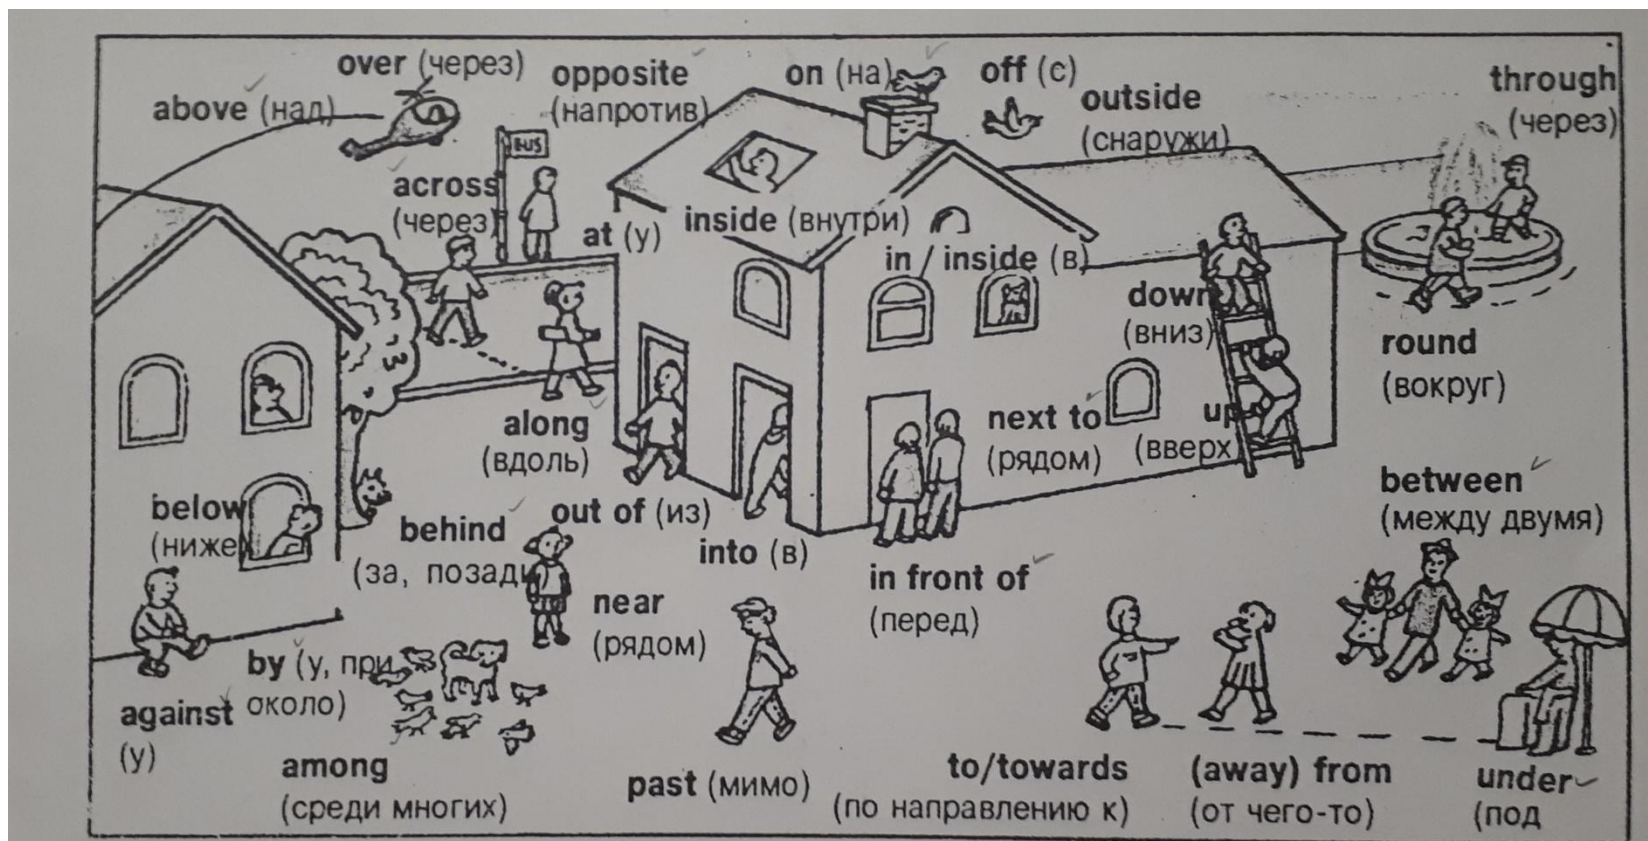 over (через)
above (над)
opposite
(напротив)
on (на)
off (с)
outside
(снаружи)
through
(через)
BUS
across
(через)
at (у)
inside (внутри)
in / inside (в)
down
(вниз)
round
(вокруг)
along
(вдоль)
next to
(рядом)
up
(вверх
between
(между двумя)
below
(ниже)
behind
(за, позади
out of (из)
into (в)
in front of
(перед)
near
(рядом)
by (у, при
около)
against
(у)
among
(среди многих)
past (мимо)
to/towards
(по направлению к)
(away) from
(от чего-то)
under
(под